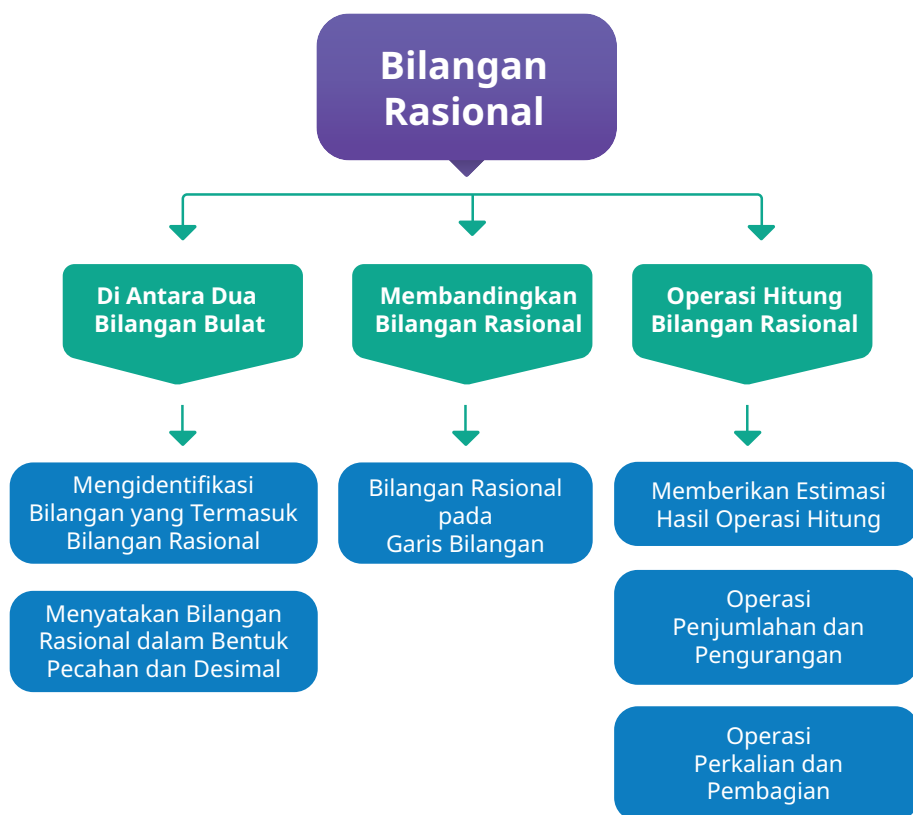 Bilangan
Rasional
Di Antara Dua
Bilangan Bulat
Membandingkan
Bilangan Rasional
Operasi Hitung
Bilangan Rasional
Mengidentifikasi
Bilangan yang Termasuk
Bilangan Rasional
Menyatakan Bilangan
Rasional dalam Bentuk
Pecahan dan Desimal
Bilangan Rasional
pada
Garis Bilangan
Memberikan Estimasi
Hasil Operasi Hitung
Operasi
Penjumlahan dan
Pengurangan
Operasi
Perkalian dan
Pembagian